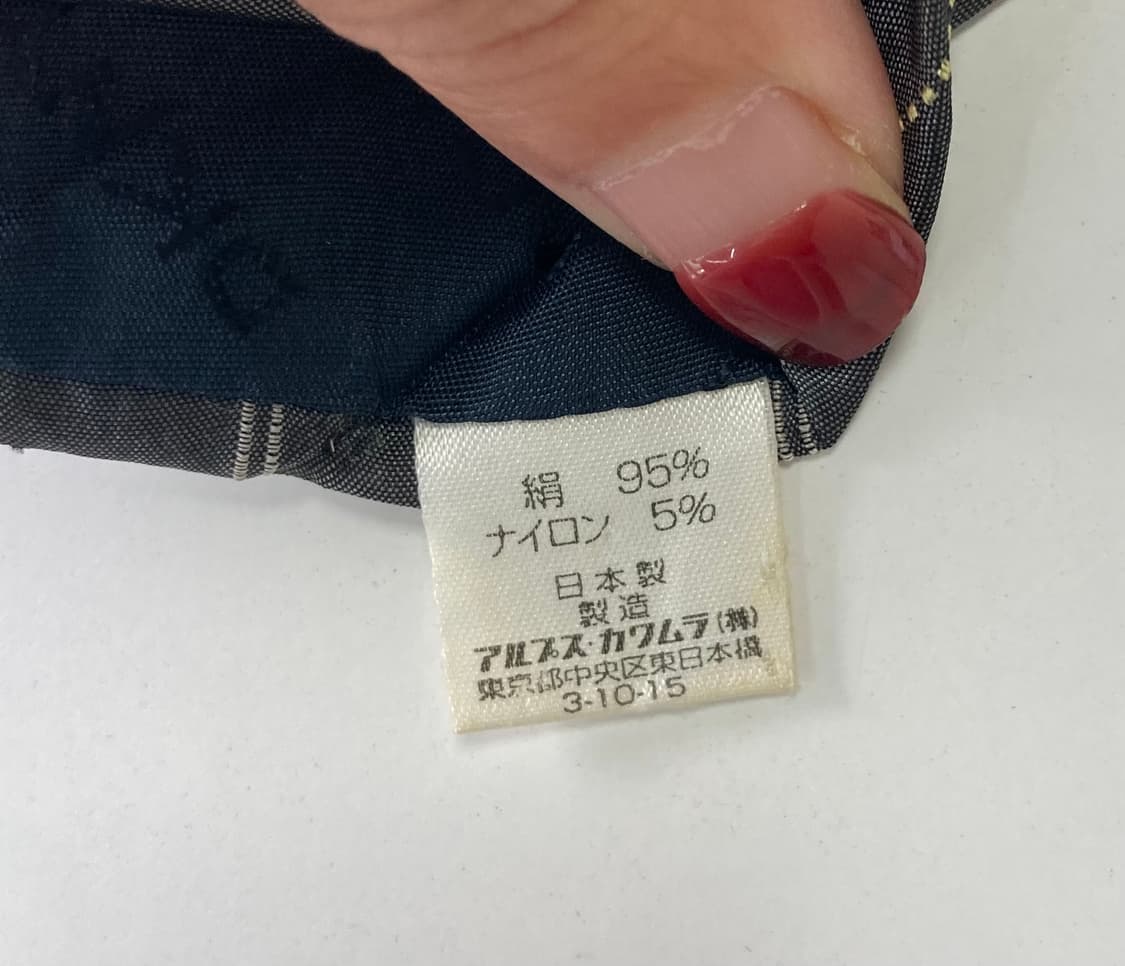 絹 95%
ナイロン 5%
日本製
製造
アルプス・カワムラ(株)
東京都中央区東日本橋
3-10-15